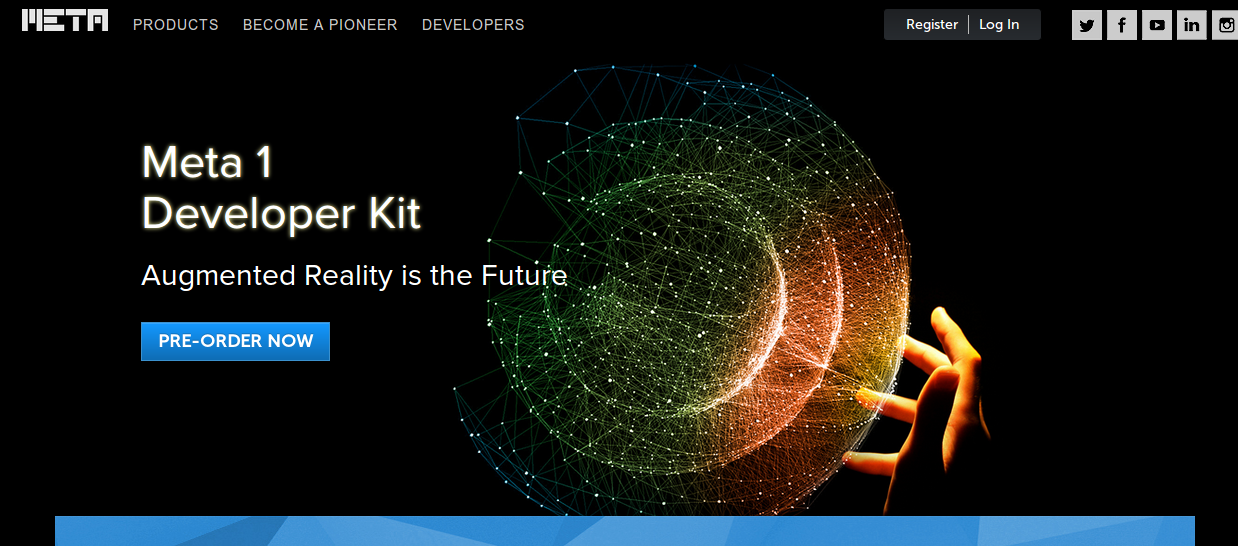 META PRODUCTS BECOME A PIONEER DEVELOPERS Register Log In
Meta 1
Developer Kit
Augmented Reality is the Future
PRE-ORDER NOW